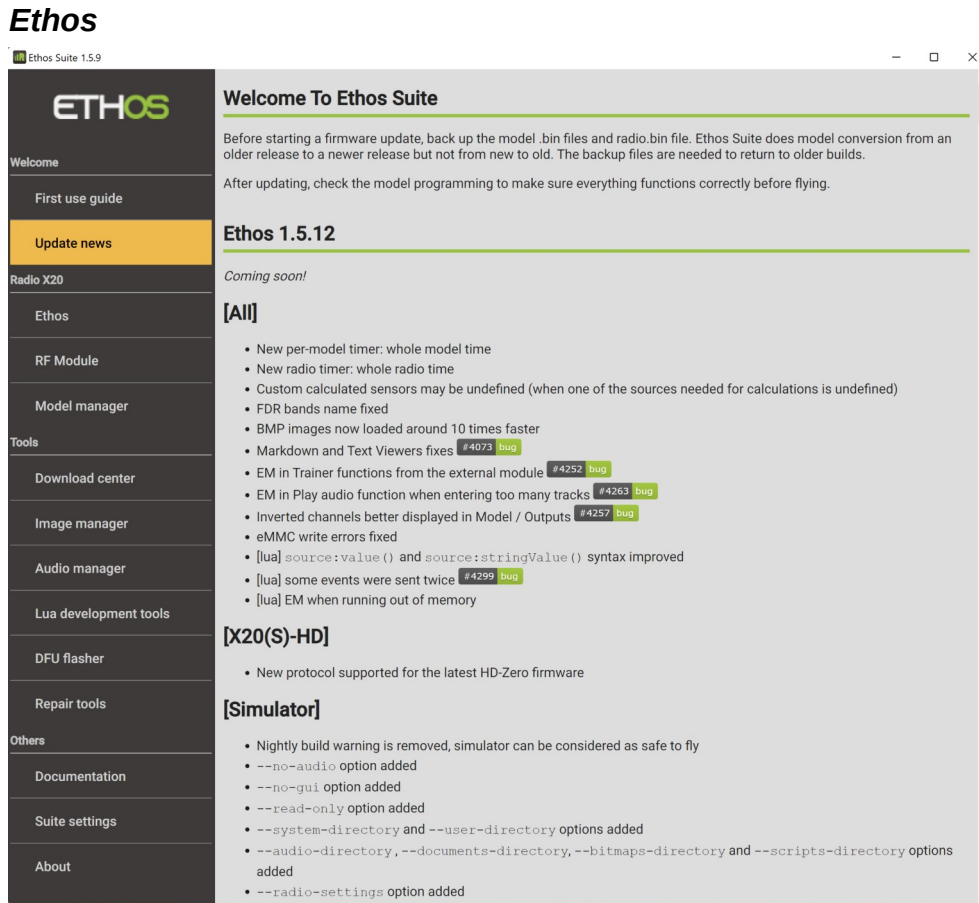 Ethos
Ethos Suite 1.5.9
ETHOS
Welcome
First use guide
Update news
Radio X20
Ethos
RF Module
Model manager
Tools
Download center
Image manager
Audio manager
Lua development tools
DFU flasher
Repair tools
Others
Documentation
Suite settings
About
Welcome To Ethos Suite
Before starting a firmware update, back up the model .bin files and radio.bin file. Ethos Suite does model conversion from an
older release to a newer release but not from new to old. The backup files are needed to return to older builds.
After updating, check the model programming to make sure everything functions correctly before flying.
Ethos 1.5.12
Coming soon!
[All]
• New per-model timer: whole model time
• New radio timer: whole radio time
• Custom calculated sensors may be undefined (when one of the sources needed for calculations is undefined)
• FDR bands name fixed
• BMP images now loaded around 10 times faster
• Markdown and Text Viewers fixes #4073 bug
• EM in Trainer functions from the external module #4252 bug
• EM in Play audio function when entering too many tracks #4263 bug
• Inverted channels better displayed in Model / Outputs #4257 bug
• eMMC write errors fixed
• [lua] source:value() and source:stringValue() syntax improved
• [lua] some events were sent twice #4299 bug
• [lua] EM when running out of memory
[X20(S)-HD]
• New protocol supported for the latest HD-Zero firmware
[Simulator]
• Nightly build warning is removed, simulator can be considered as safe to fly
• --no-audio option added
• --no-gui option added
• --read-only option added
• --system-directory and --user-directory options added
• --audio-directory, --documents-directory, --bitmaps-directory and --scripts-directory options
added
• --radio-settings option added